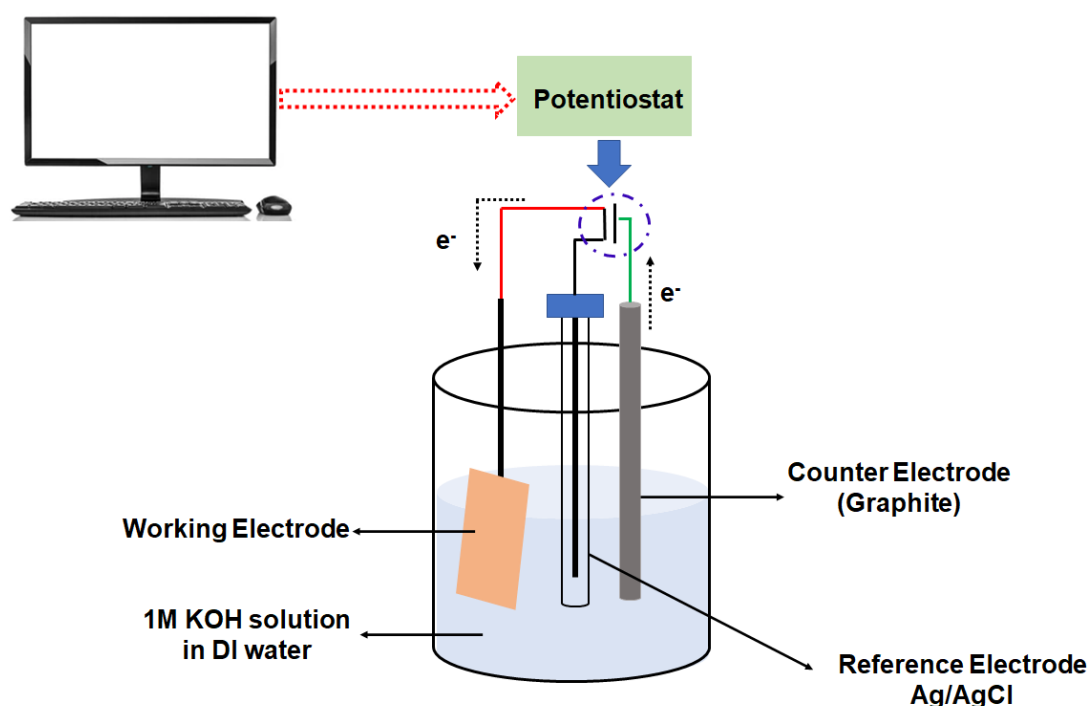 Potentiostat
e-
e-
Counter Electrode
(Graphite)
Working Electrode
1M KOH solution
in DI water
Reference Electrode
Ag/AgCl